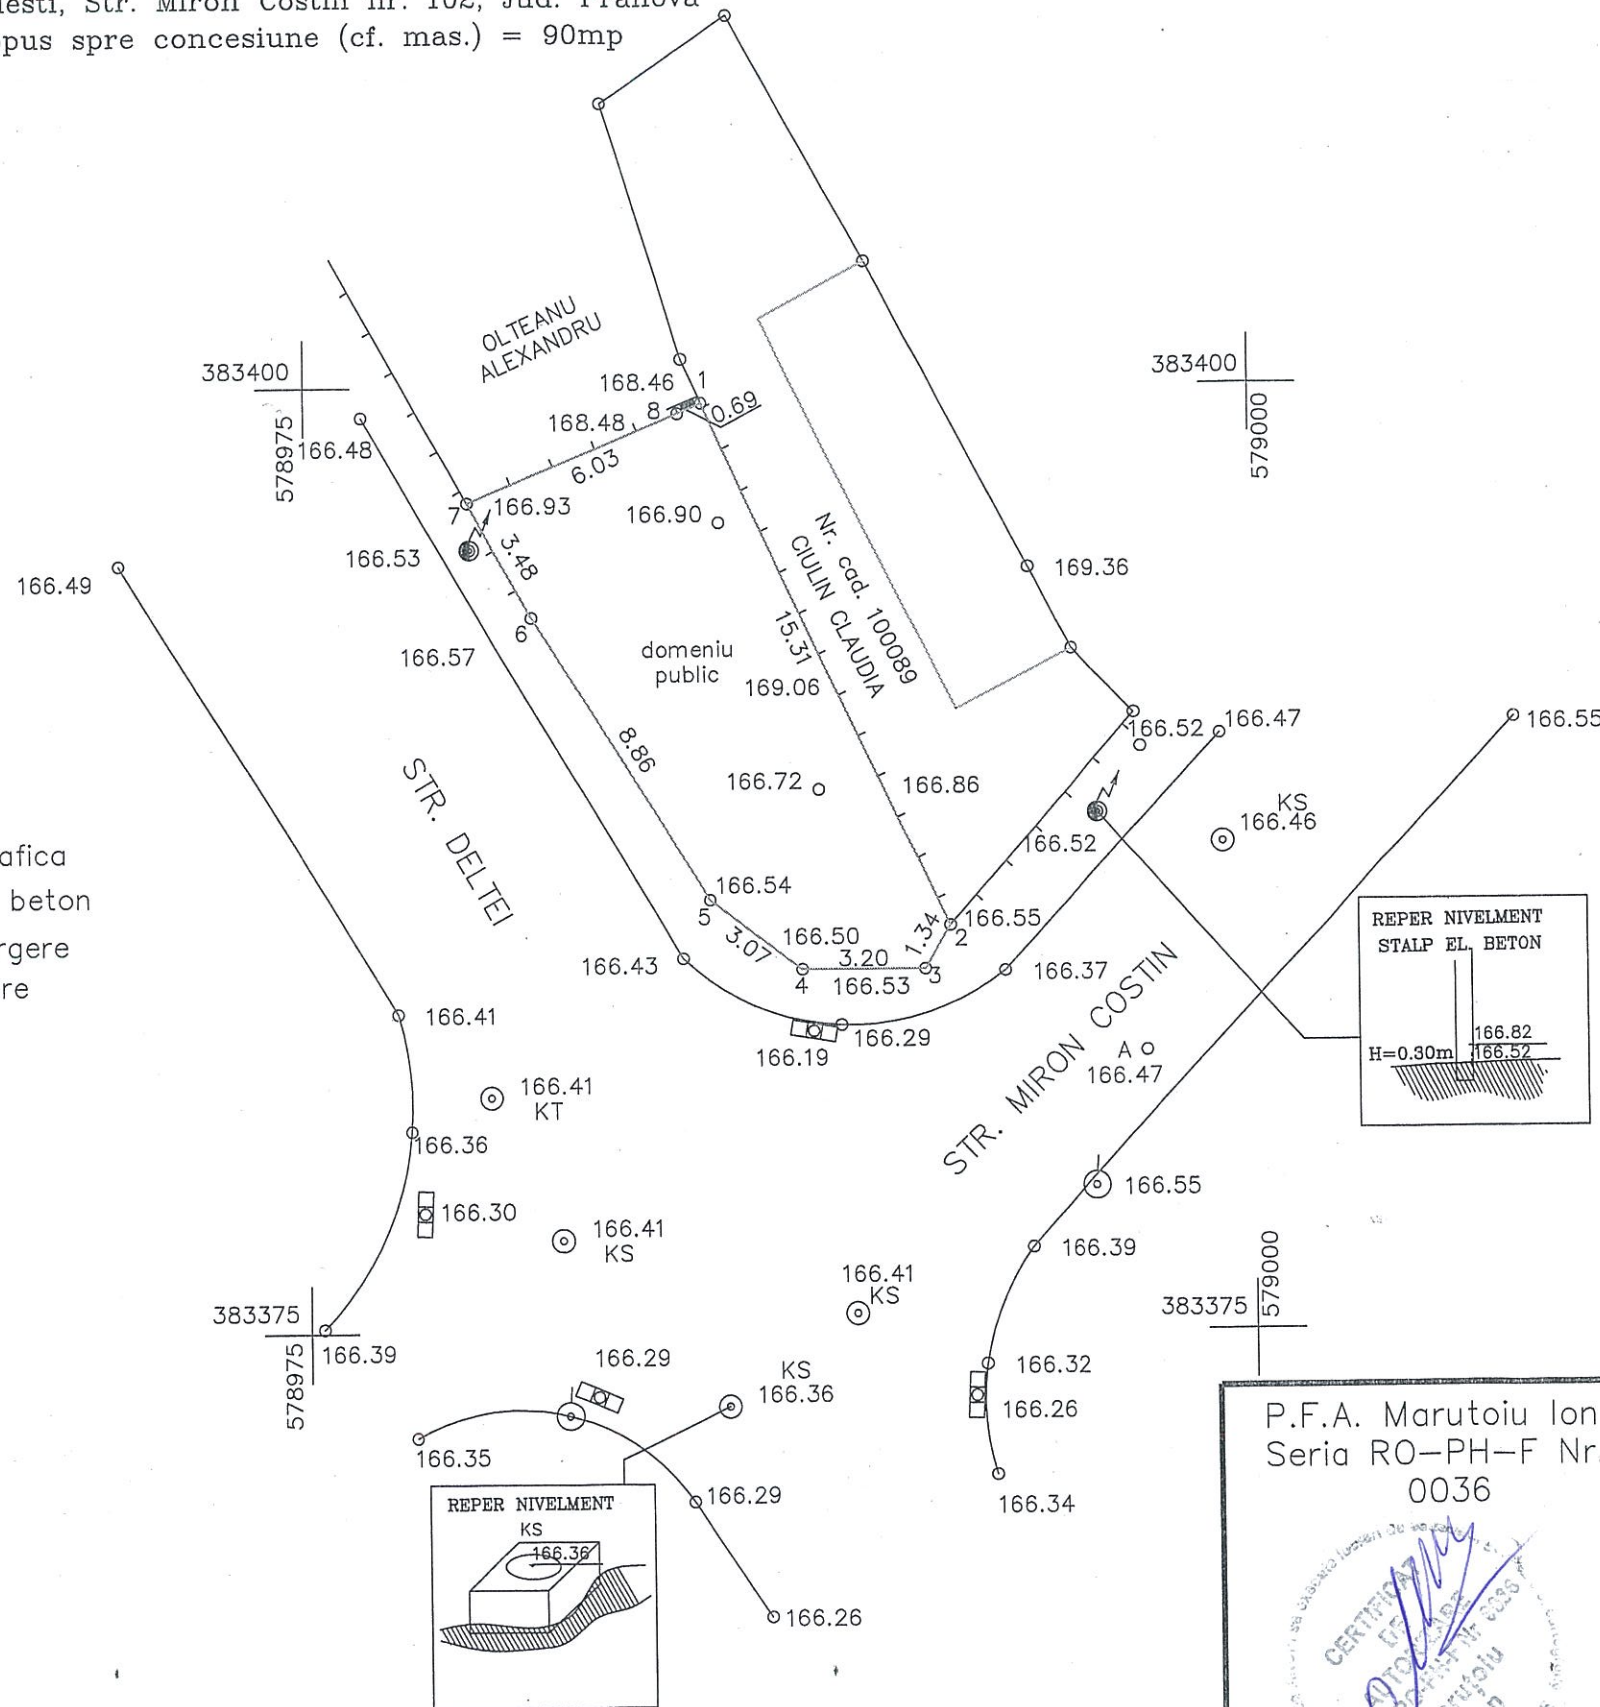 Str. Miron Costin nr. 102, Jud. Prahova
spre concesiune (cf. mas.) = 90mp
OLTEANU
ALEXANDRU
383400
578975
383400
579000
168.46
1
8
0.69
168.48
6.03
166.48
7
166.93
166.90
166.53
3.48
166.49
6
166.57
domeniu
public
15.31
169.06
Nr. cad. 100089
CIULIN CLAUDIA
169.36
166.52
166.47
166.55
8.86
166.72
166.86
KS
166.46
166.52
STR. DELTEI
beton
166.54
5
3.07
166.50
3.20
4
166.53
3
1.34
2
166.55
166.43
166.37
166.29
166.19
STR. MIRON COSTIN
A
166.47
REPER NIVELMENT
STALP EL. BETON
166.82
H=0.30m
166.52
166.41
166.41
KT
166.36
166.30
166.41
KS
166.55
166.39
166.41
KS
383375
578975
383375
579000
166.39
166.29
KS
166.36
166.32
166.26
166.35
166.34
166.29
166.26
REPER NIVELMENT
KS
166.36
P.F.A. Marutoiu Ion
Seria RO-PH-F Nr.
0036
CERTIFICAT
DE